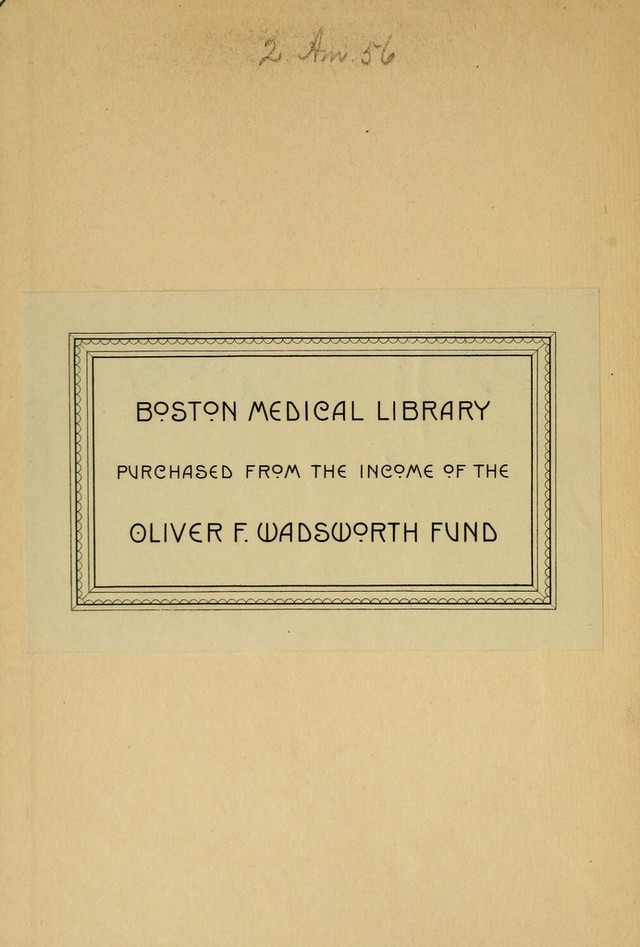 2 Am. 56
BOSTON MEDICAL LIBRARY
PURCHASED FROM THE INCOME OF THE
OLIVER F. WADSWORTH FUND